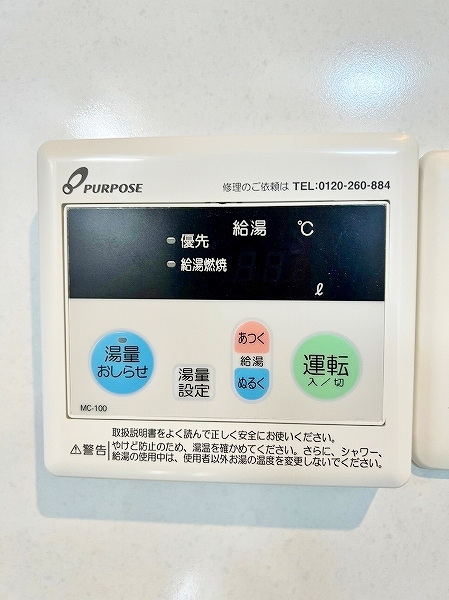 PURPOSE
修理のご依頼は TEL:0120-260-884
給湯 ℃
優先
給湯燃焼
ℓ
湯量
おしらせ
湯量
設定
あつく
給湯
ぬるく
運転
入/切
MC-100
取扱説明書をよく読んで正しく安全にお使いください。
⚠警告 やけど防止のため、湯温を確かめてください。さらに、シャワー、
給湯の使用中は、使用者以外お湯の温度を変更しないでください。